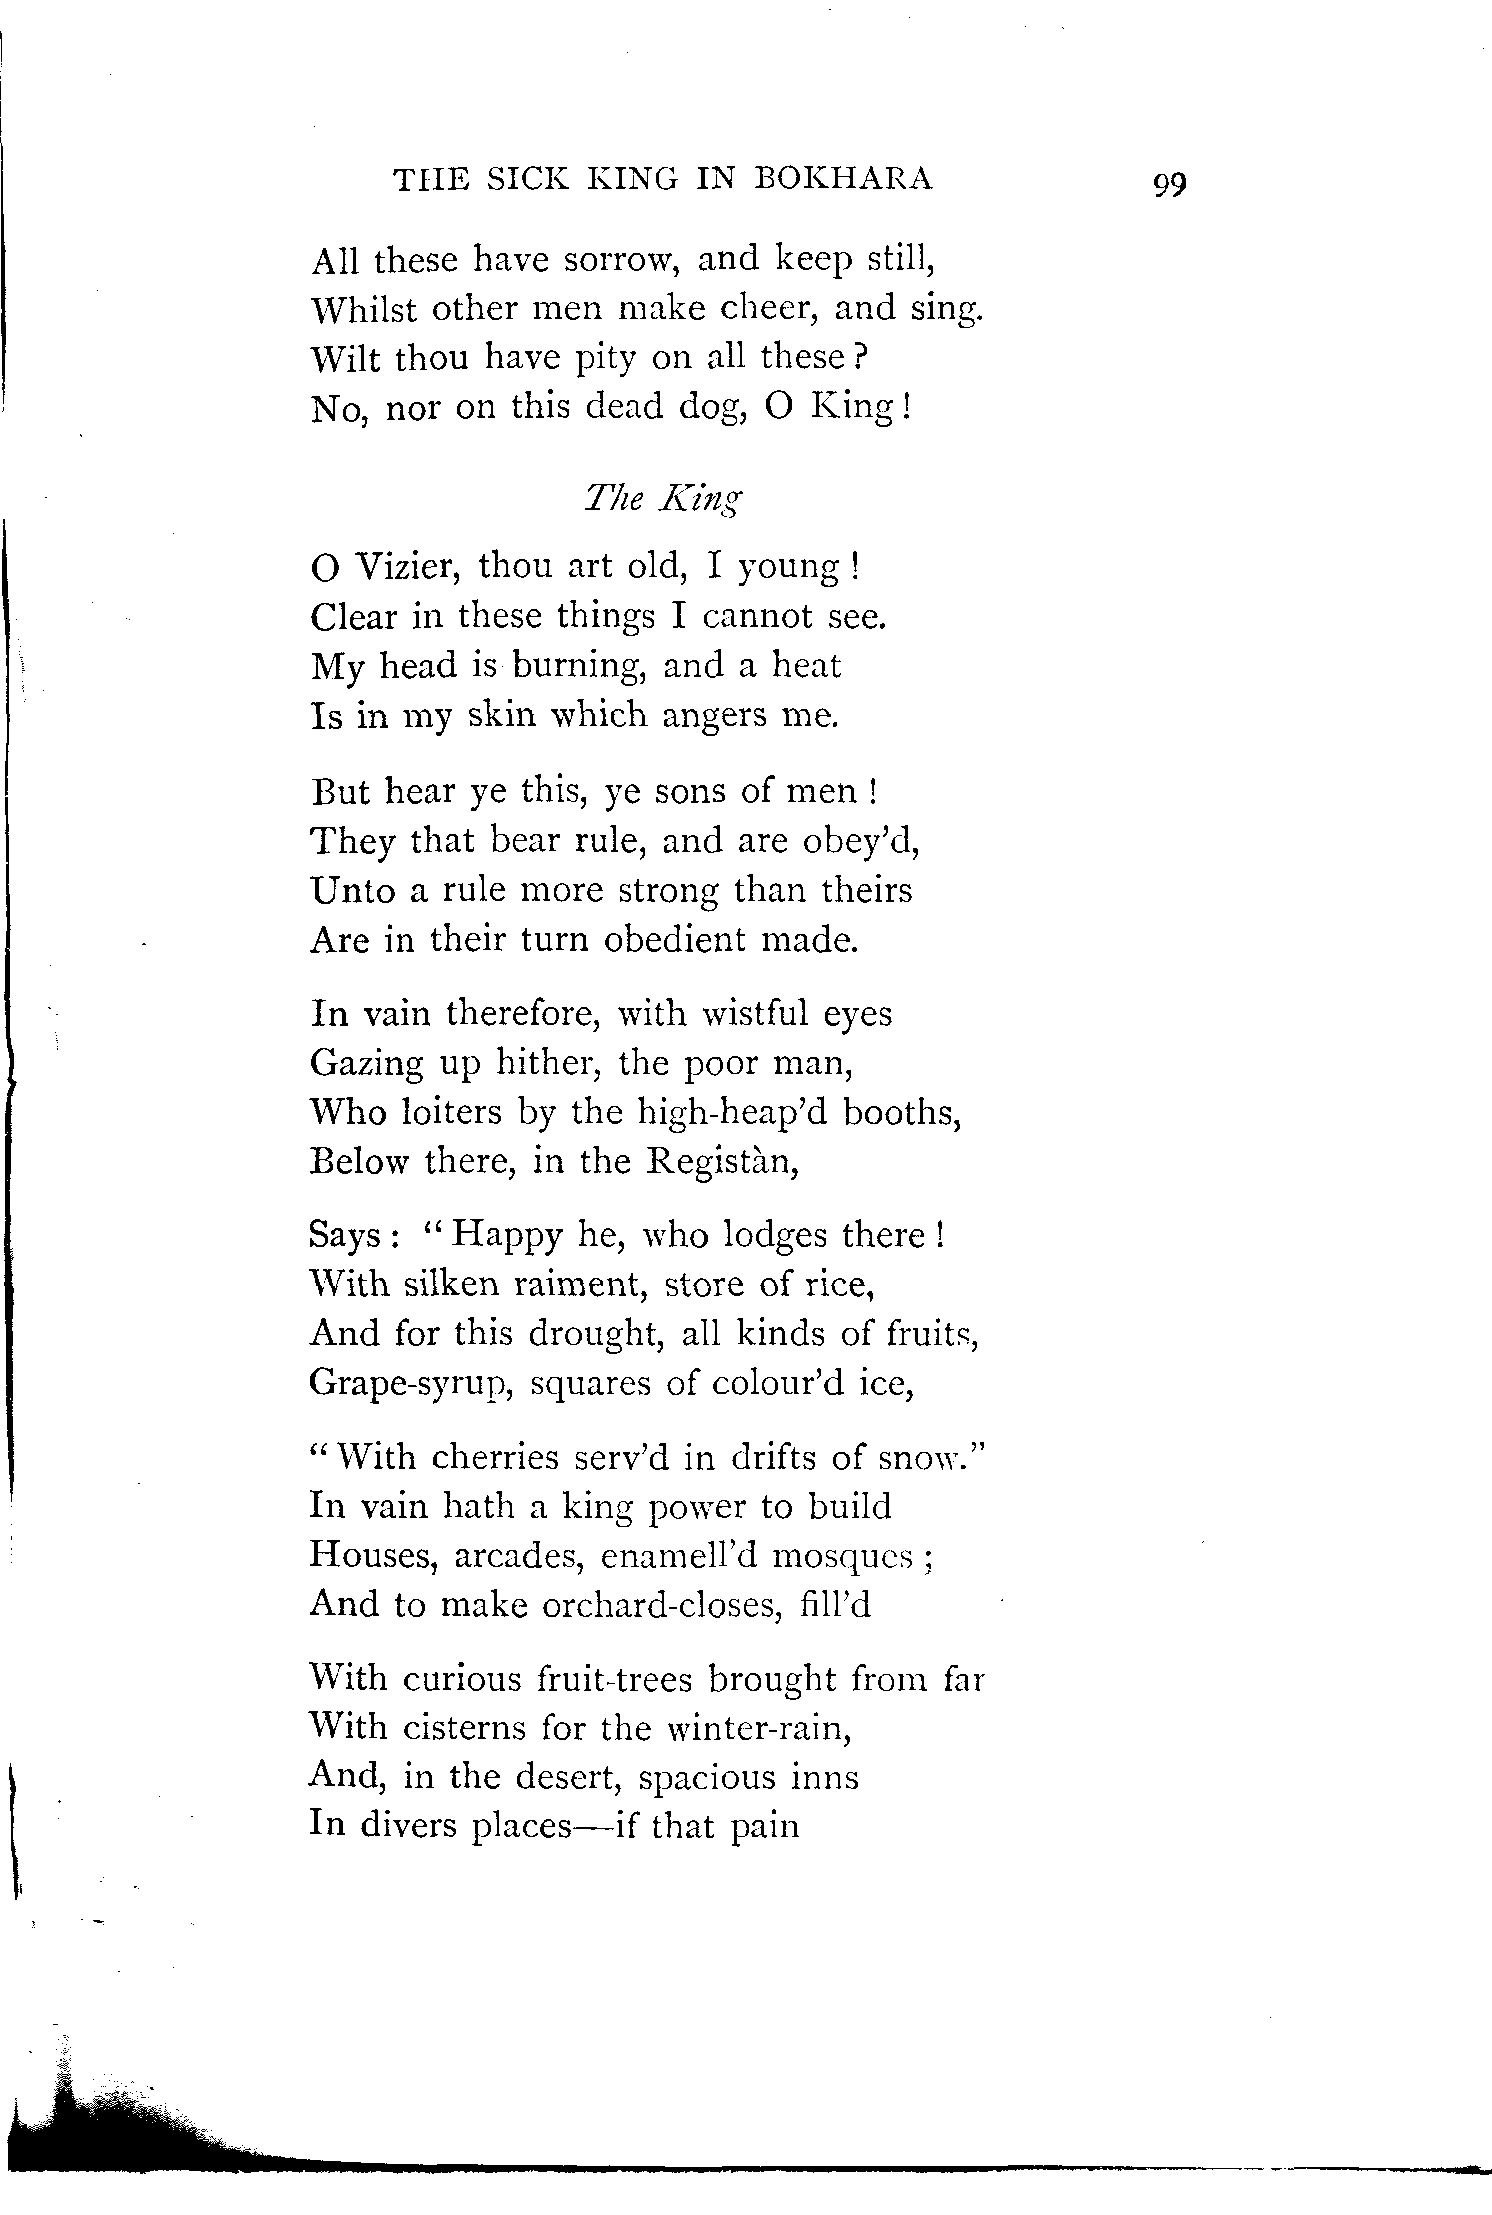 THE SICK KING IN BOKHARA 99
All these have sorrow, and keep still,
Whilst other men make cheer, and sing.
Wilt thou have pity on all these ?
No, nor on this dead dog, O King !
The King
O Vizier, thou art old, I young !
Clear in these things I cannot see.
My head is burning, and a heat
Is in my skin which angers me.
But hear ye this, ye sons of men !
They that bear rule, and are obey’d,
Unto a rule more strong than theirs
Are in their turn obedient made.
In vain therefore, with wistful eyes
Gazing up hither, the poor man,
Who loiters by the high-heap’d booths,
Below there, in the Registàn,
Says : “ Happy he, who lodges there !
With silken raiment, store of rice,
And for this drought, all kinds of fruits,
Grape-syrup, squares of colour’d ice,
“ With cherries serv’d in drifts of snow.”
In vain hath a king power to build
Houses, arcades, enamell’d mosques ;
And to make orchard-closes, fill’d
With curious fruit-trees brought from far
With cisterns for the winter-rain,
And, in the desert, spacious inns
In divers places—if that pain